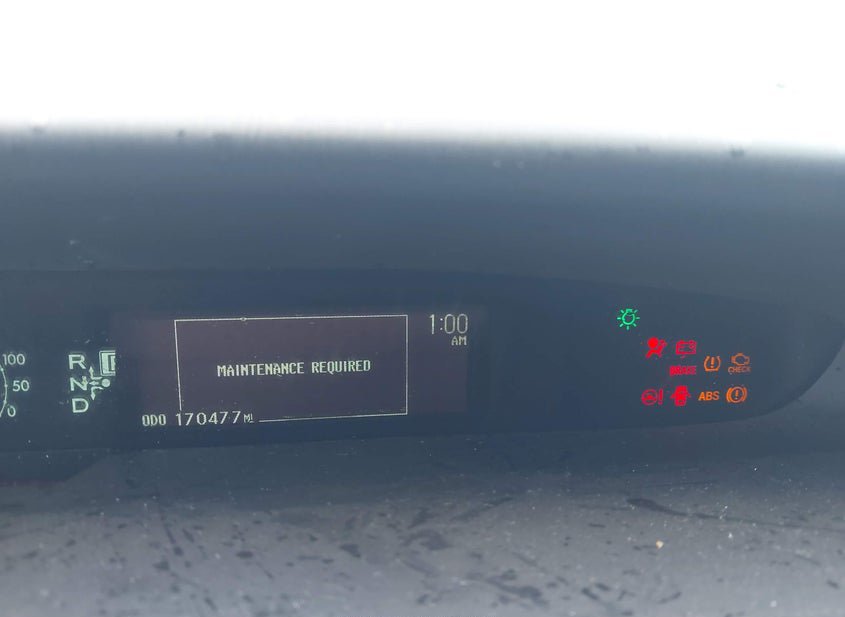 100
50
0
R
N
D
MAINTENANCE REQUIRED
ODO 170477 MI
1:00
AM
BRAKE
CHECK
ABS